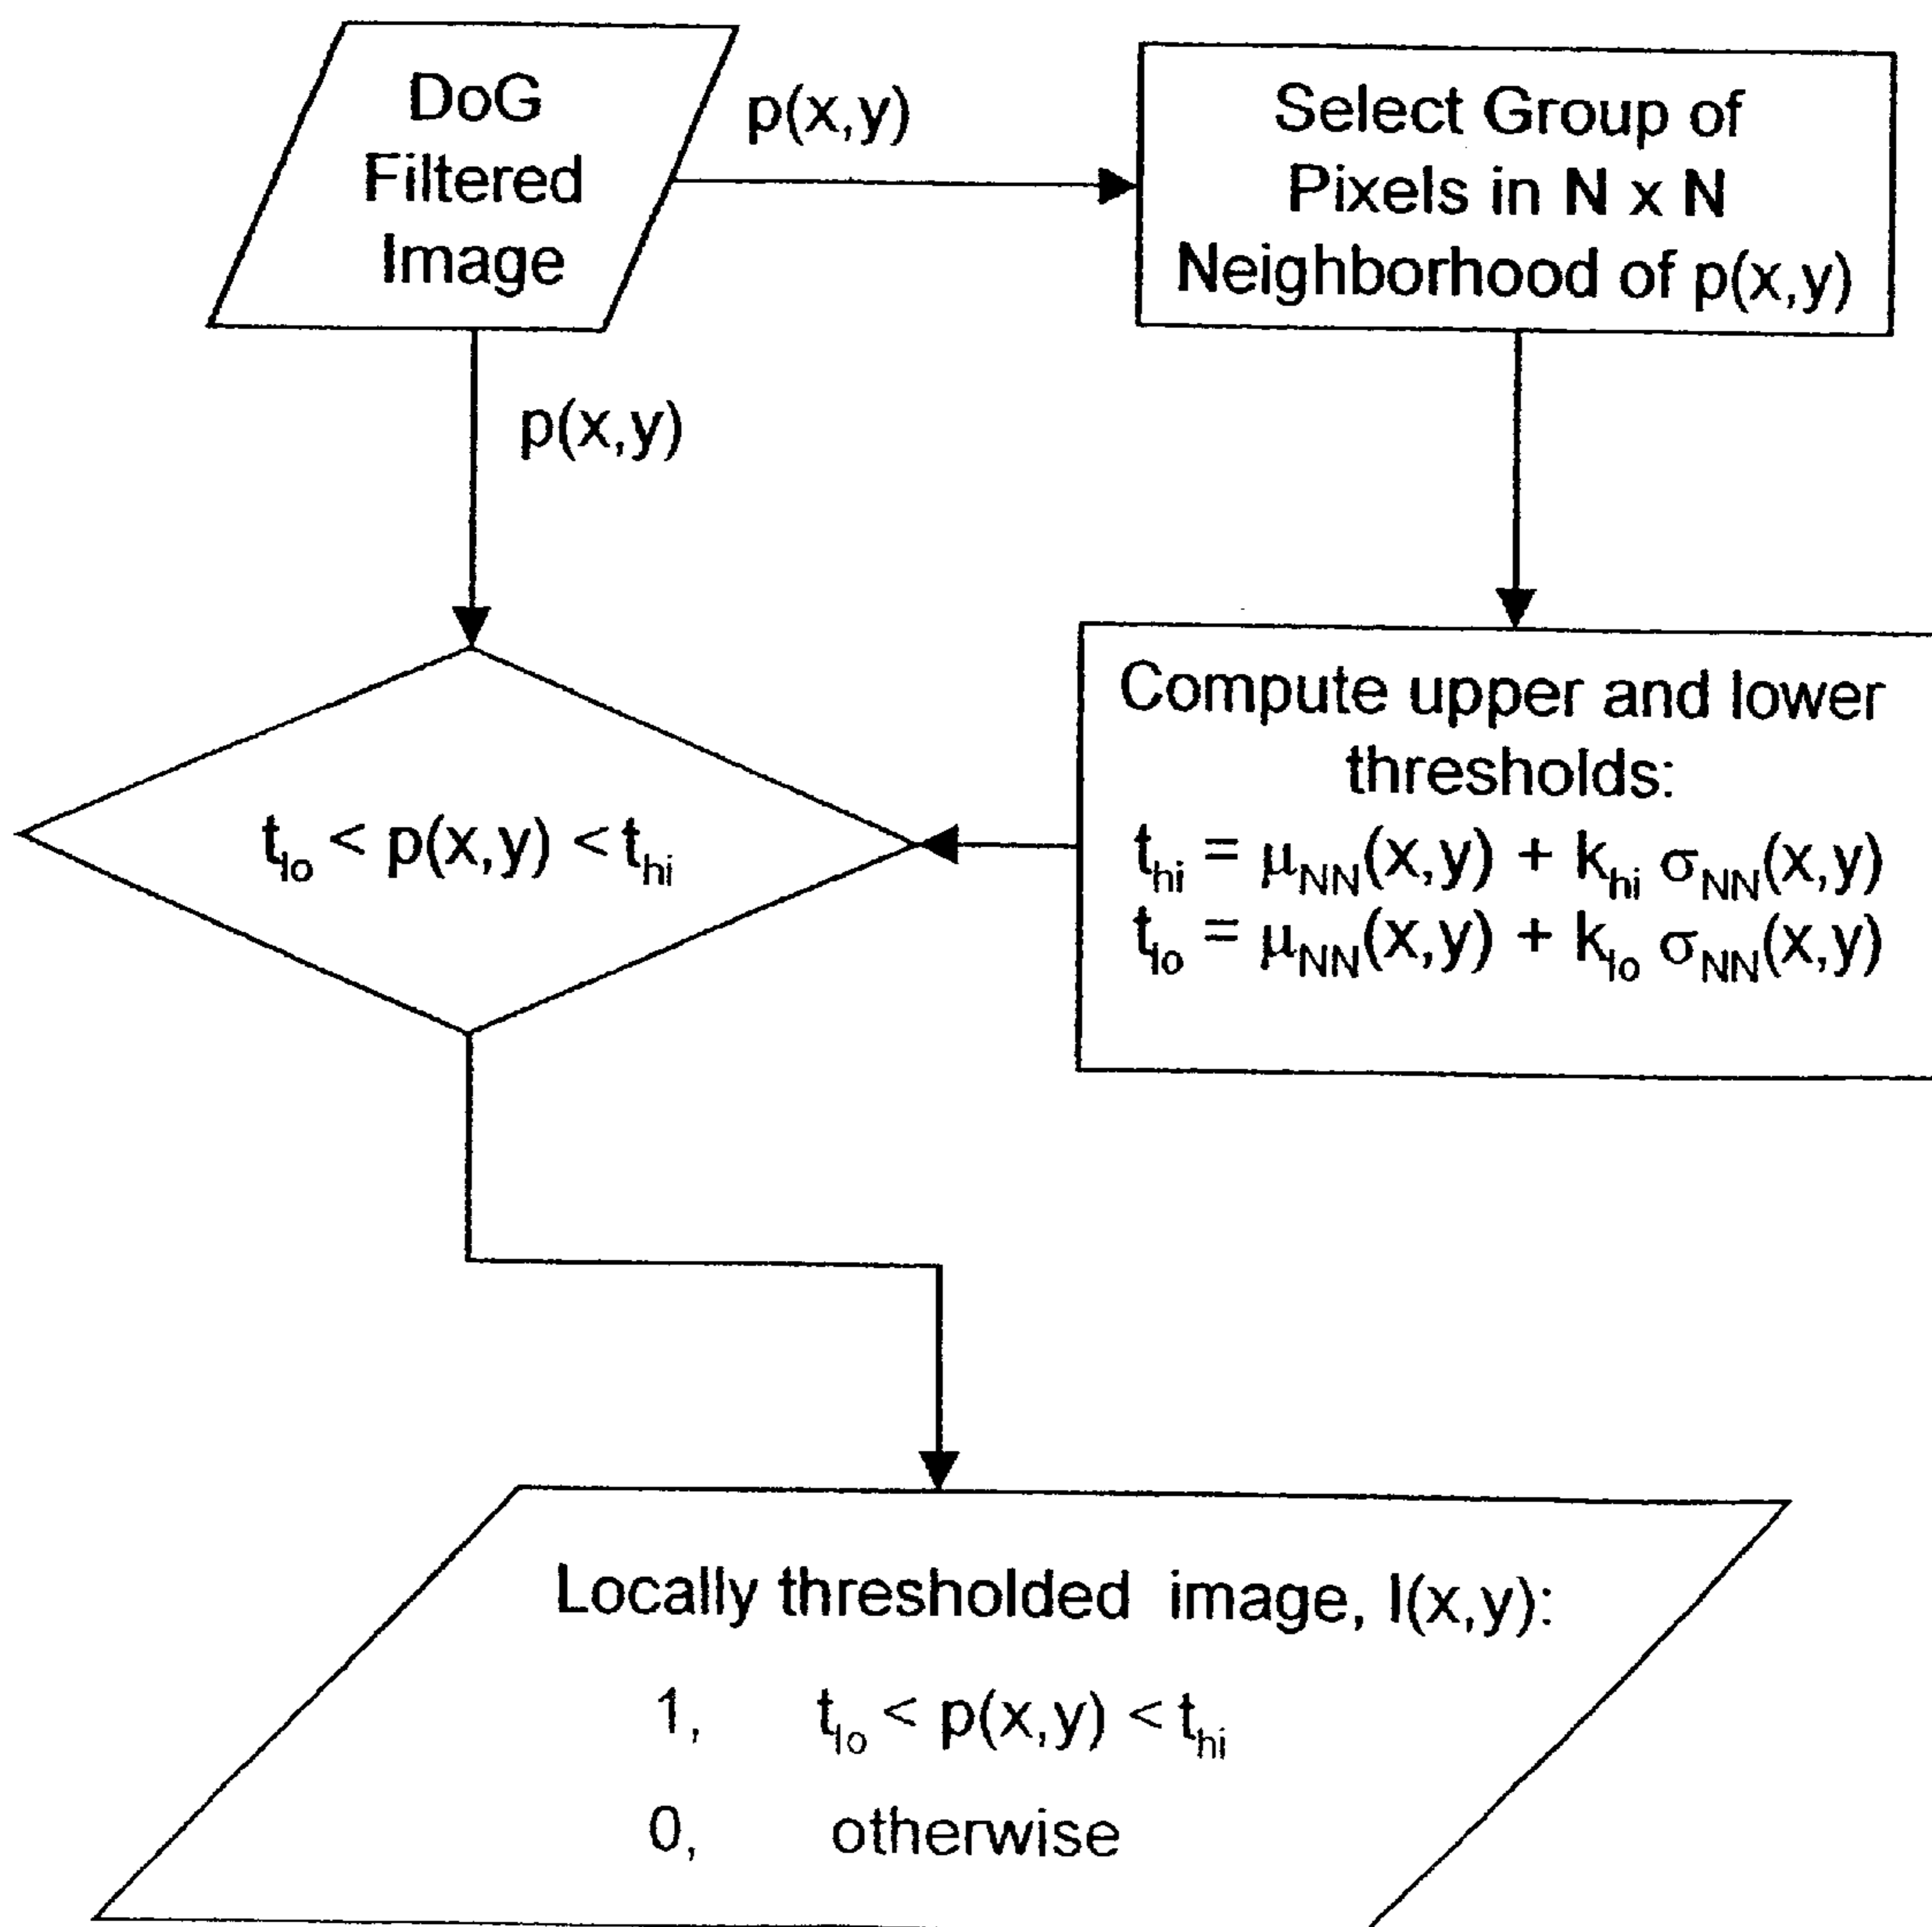 DoG
Filtered
Image
p(x,y)
Select Group of
Pixels in N x N
Neighborhood of p(x,y)
p(x,y)
Compute upper and lower
thresholds:
t_hi = μ_NN(x,y) + k_hi σ_NN(x,y)
t_lo = μ_NN(x,y) + k_lo σ_NN(x,y)
t_lo < p(x,y) < t_hi
Locally thresholded image, I(x,y):
1, t_lo < p(x,y) < t_hi
0, otherwise